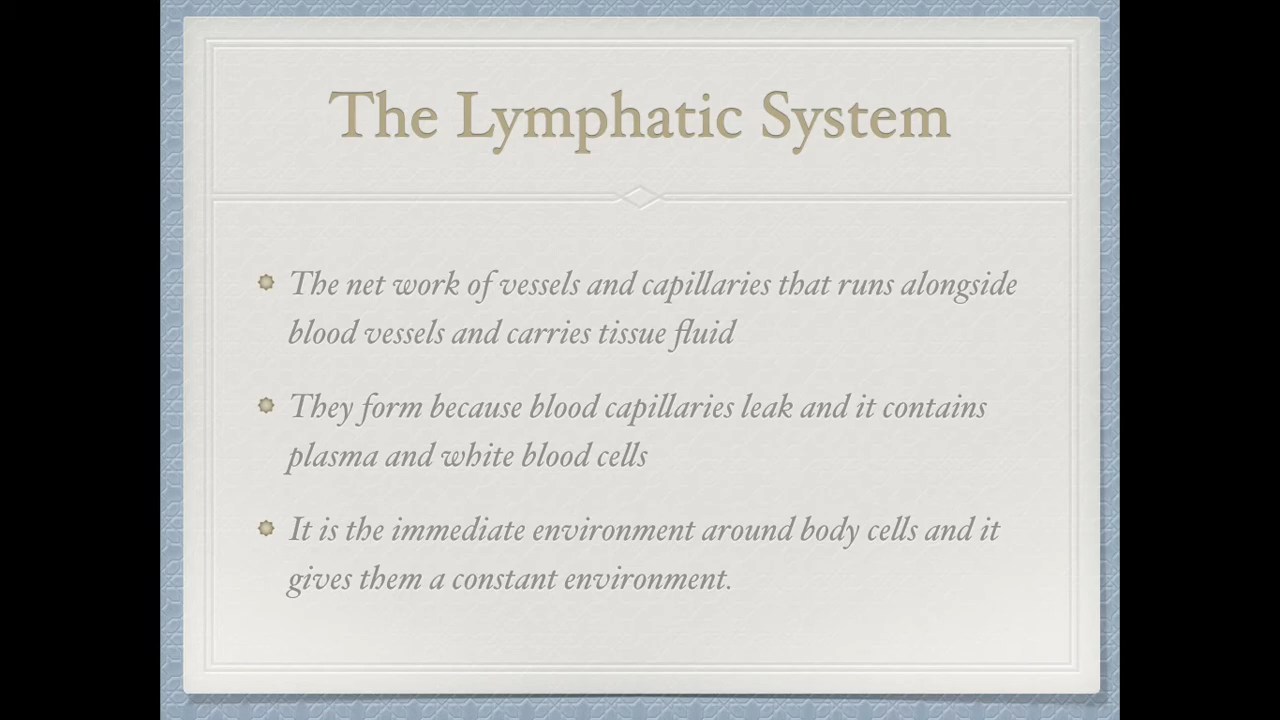 The Lymphatic System
The net work of vessels and capillaries that runs alongside
blood vessels and carries tissue fluid
They form because blood capillaries leak and it contains
plasma and white blood cells
It is the immediate environment around body cells and it
gives them a constant environment.